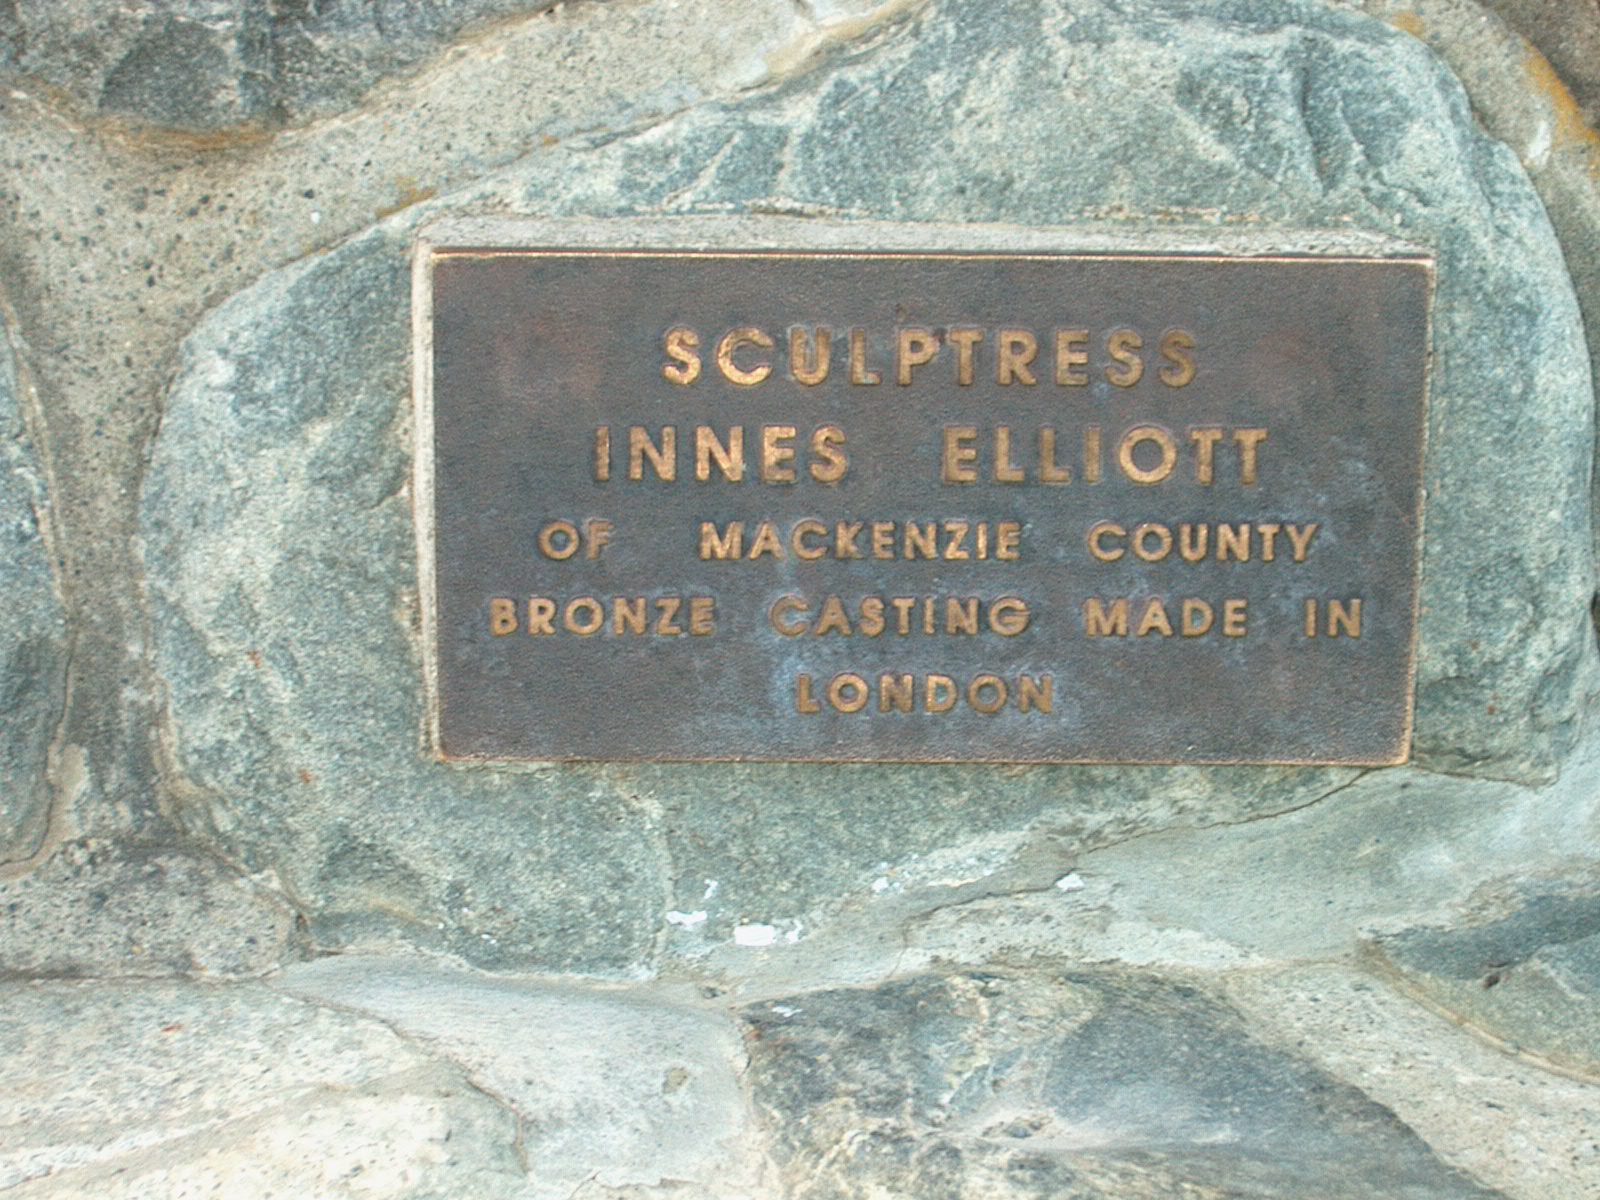 SCULPTRESS
INNES ELLIOTT
OF MACKENZIE COUNTY
BRONZE CASTING MADE IN
LONDON